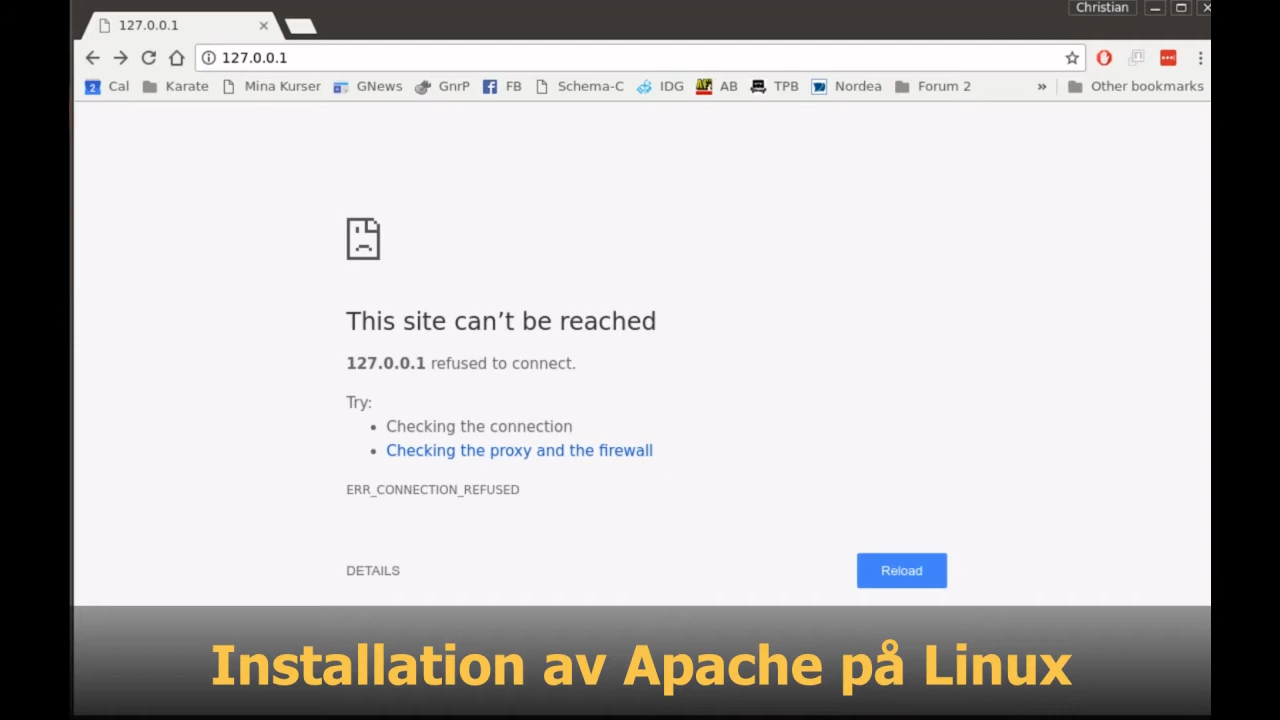 Christian
127.0.0.1
127.0.0.1
2 Cal Karate Mina Kurser GNews GnrP FB Schema-C IDG AB TPB Nordea Forum 2 » Other bookmarks
This site can’t be reached
127.0.0.1 refused to connect.
Try:
• Checking the connection
• Checking the proxy and the firewall
ERR_CONNECTION_REFUSED
DETAILS Reload
Installation av Apache på Linux